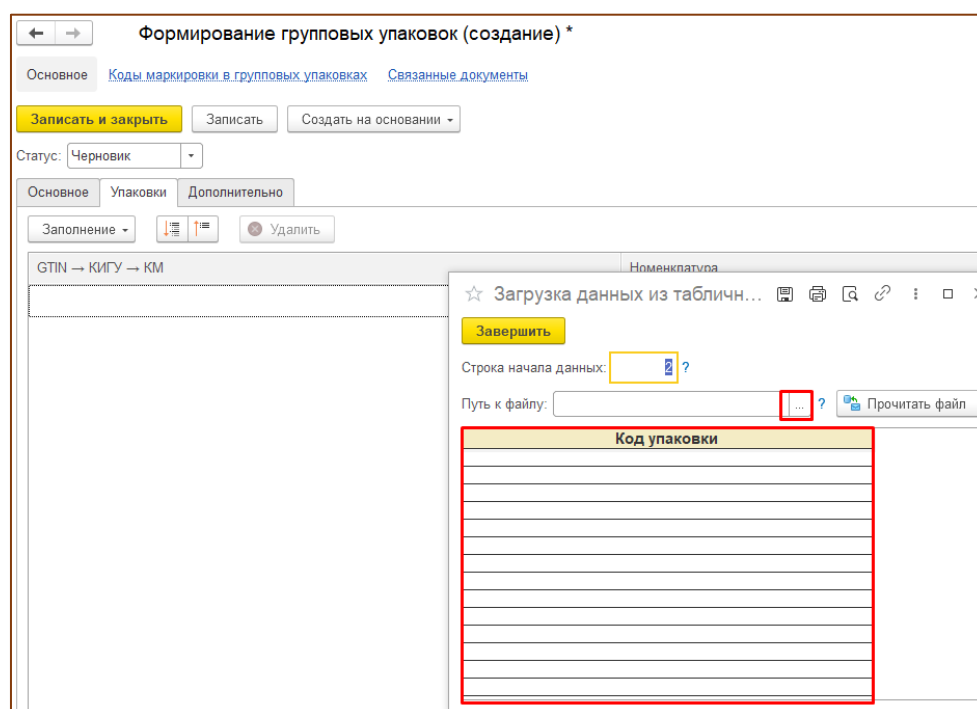 Формирование групповых упаковок (создание) *
Основное Коды маркировки в групповых упаковках Связанные документы
Записать и закрыть Записать Создать на основании
Статус: Черновик
Основное Упаковки Дополнительно
Заполнение Удалить
GTIN → КИГУ → КМ Номенклатура
Загрузка данных из табличн...
Завершить
Строка начала данных: 2 ?
Путь к файлу: ... ? Прочитать файл
Код упаковки